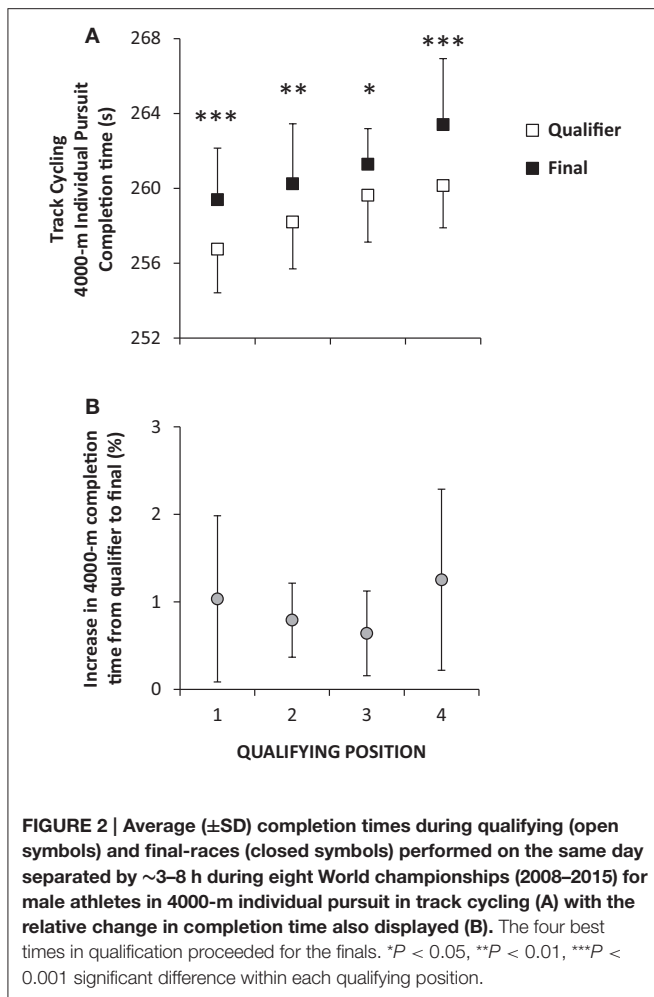 A
268
264
260
256
252
Track Cycling
4000-m Individual Pursuit
Completion time (s)
***
**
*
***
Qualifier
Final
B
3
2
1
0
Increase in 4000-m completion
time from qualifier to final (%)
1 2 3 4
QUALIFYING POSITION
FIGURE 2 | Average (±SD) completion times during qualifying (open
symbols) and final-races (closed symbols) performed on the same day
separated by ~3–8 h during eight World championships (2008–2015) for
male athletes in 4000-m individual pursuit in track cycling (A) with the
relative change in completion time also displayed (B). The four best
times in qualification proceeded for the finals. *P < 0.05, **P < 0.01, ***P <
0.001 significant difference within each qualifying position.